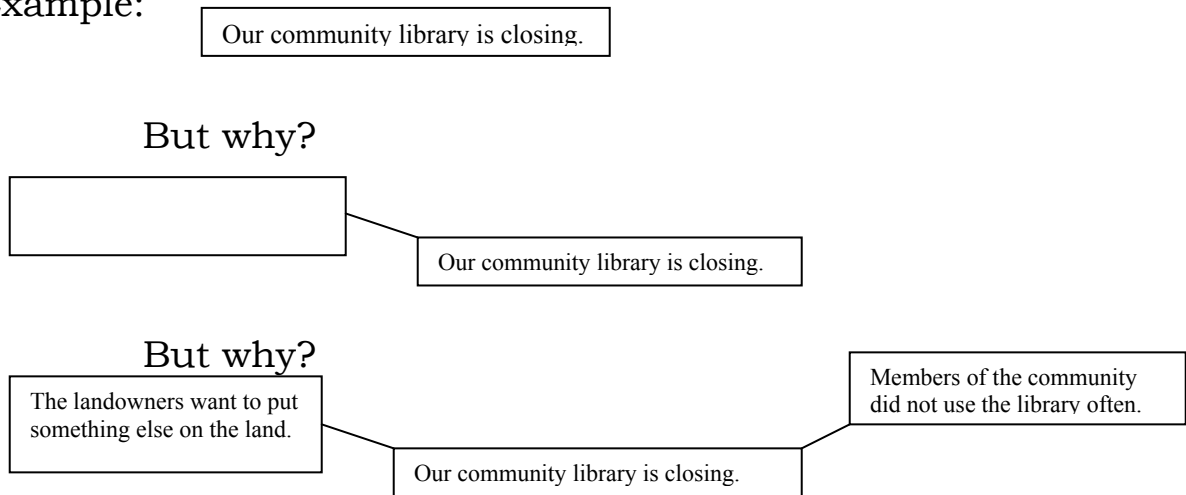 example:
Our community library is closing.
But why?
Our community library is closing.
But why?
The landowners want to put
something else on the land.
Members of the community
did not use the library often.
Our community library is closing.